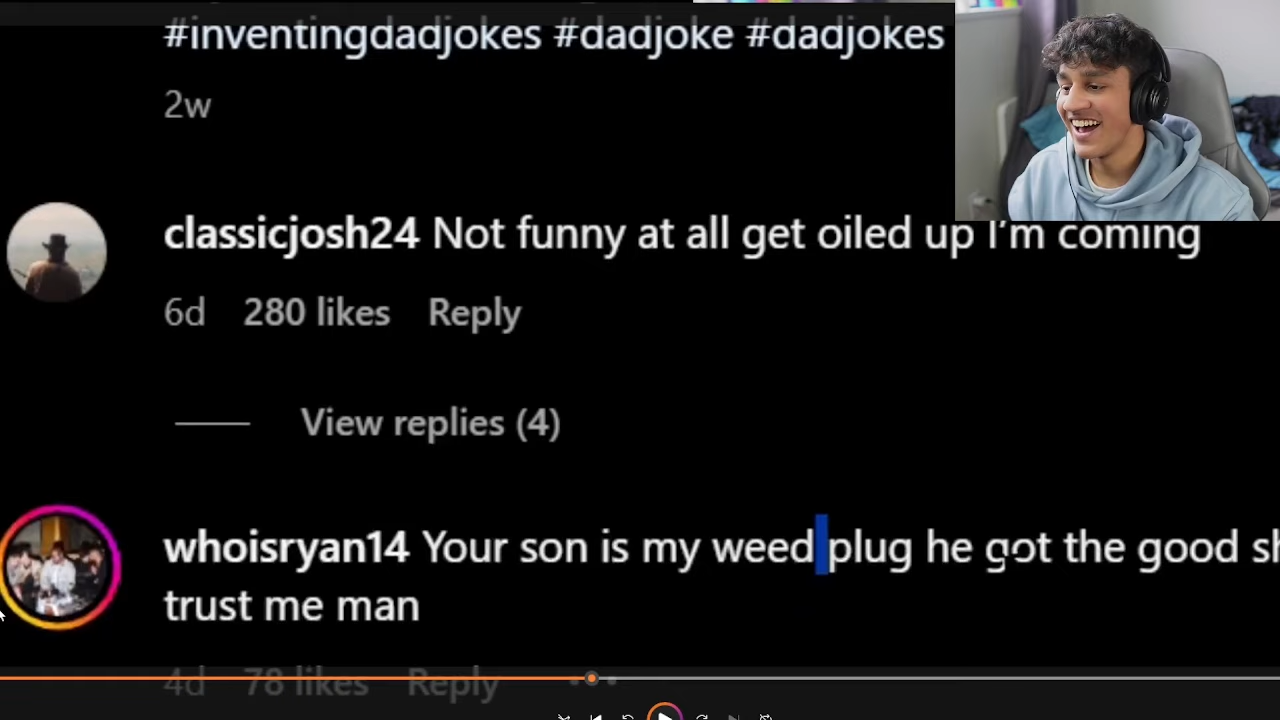 #inventingdadjokes #dadjoke #dadjokes
2w
classicjosh24 Not funny at all get oiled up I'm coming
6d 280 likes Reply
View replies (4)
whoisryan14 Your son is my weed plug he got the good
trust me man
4d 78 likes Reply